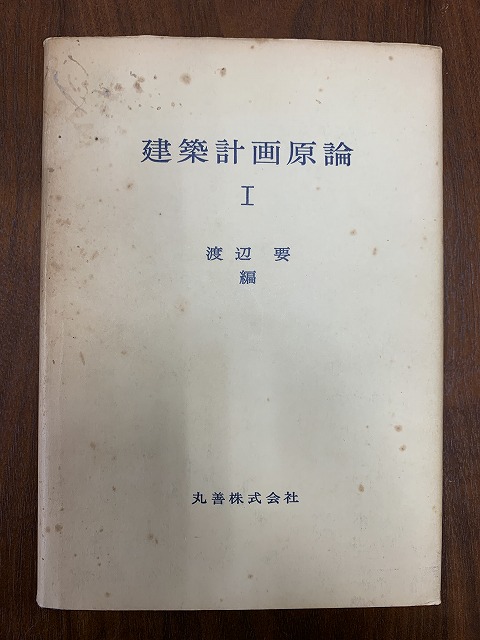 建築計画原論
I
渡辺 要
編
丸善株式会社